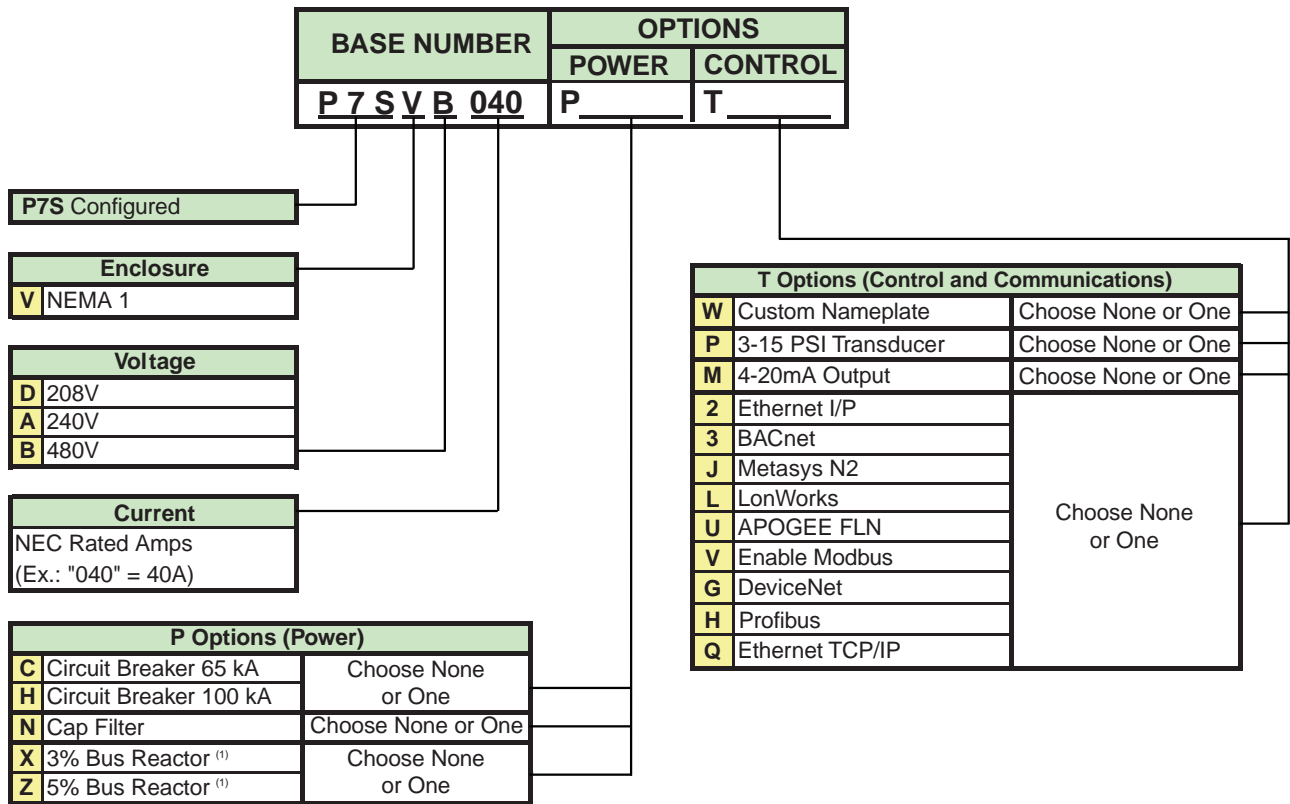 BASE NUMBER
OPTIONS
POWER
CONTROL
P 7 S V B 040
P
T
P7S Configured
Enclosure
V NEMA 1
Voltage
D 208V
A 240V
B 480V
Current
NEC Rated Amps
(Ex.: "040" = 40A)
P Options (Power)
C Circuit Breaker 65 kA
H Circuit Breaker 100 kA
Choose None
or One
N Cap Filter Choose None or One
X 3% Bus Reactor (1)
Z 5% Bus Reactor (1)
Choose None
or One
T Options (Control and Communications)
W Custom Nameplate Choose None or One
P 3-15 PSI Transducer Choose None or One
M 4-20mA Output Choose None or One
2 Ethernet I/P
3 BACnet
J Metasys N2
L LonWorks
U APOGEE FLN
V Enable Modbus
G DeviceNet
H Profibus
Q Ethernet TCP/IP
Choose None
or One